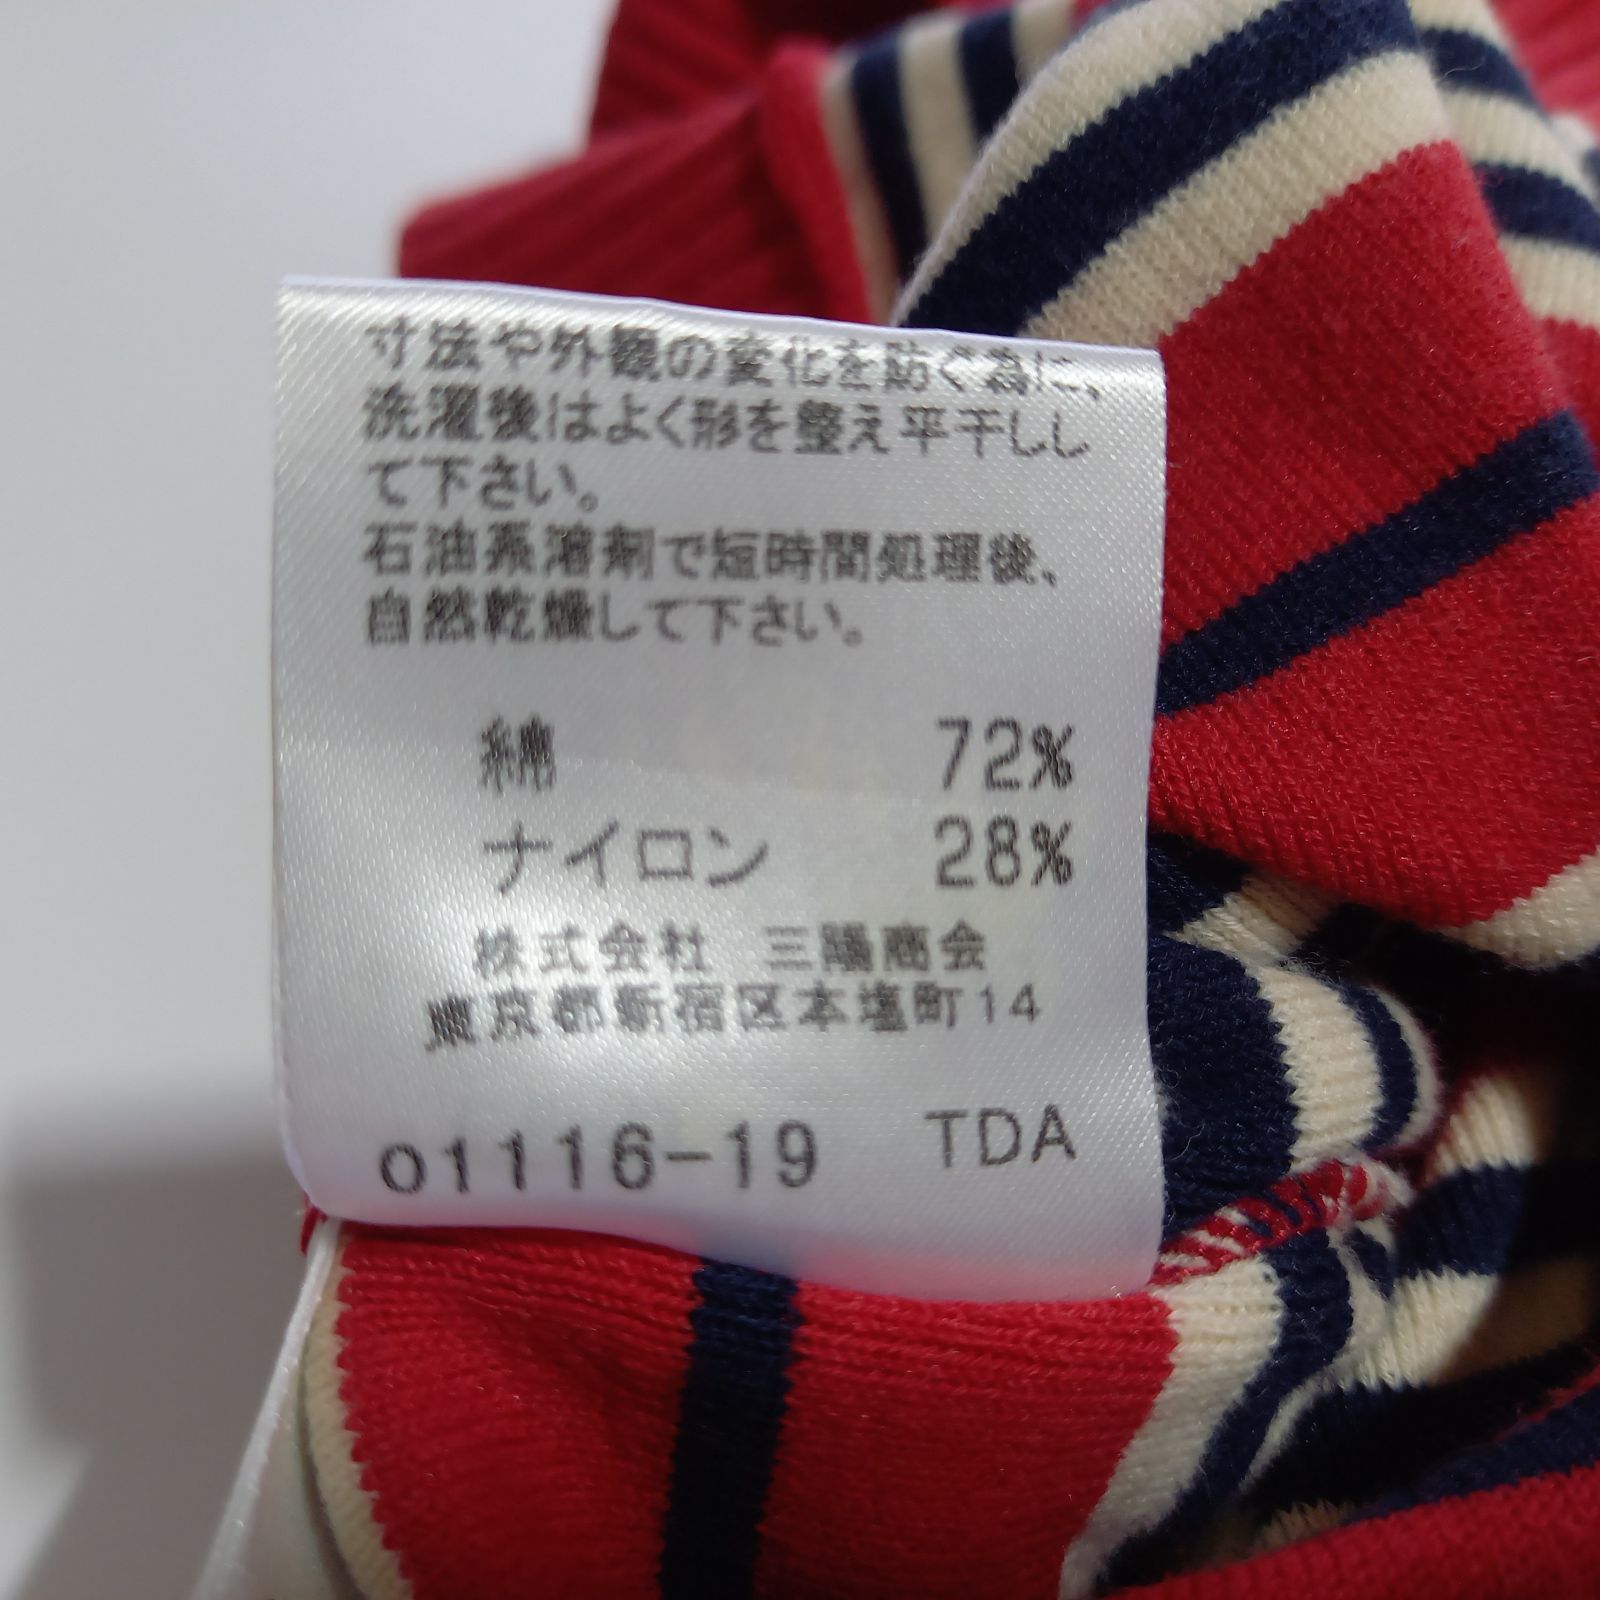 寸法や外観の変化を防ぐ為に、
洗濯後はよく形を整え平干しし
て下さい。
石油系溶剤で短時間処理後、
自然乾燥して下さい。
綿 72%
ナイロン 28%
株式会社 三陽商会
東京都新宿区本塩町14
01116-19 TDA